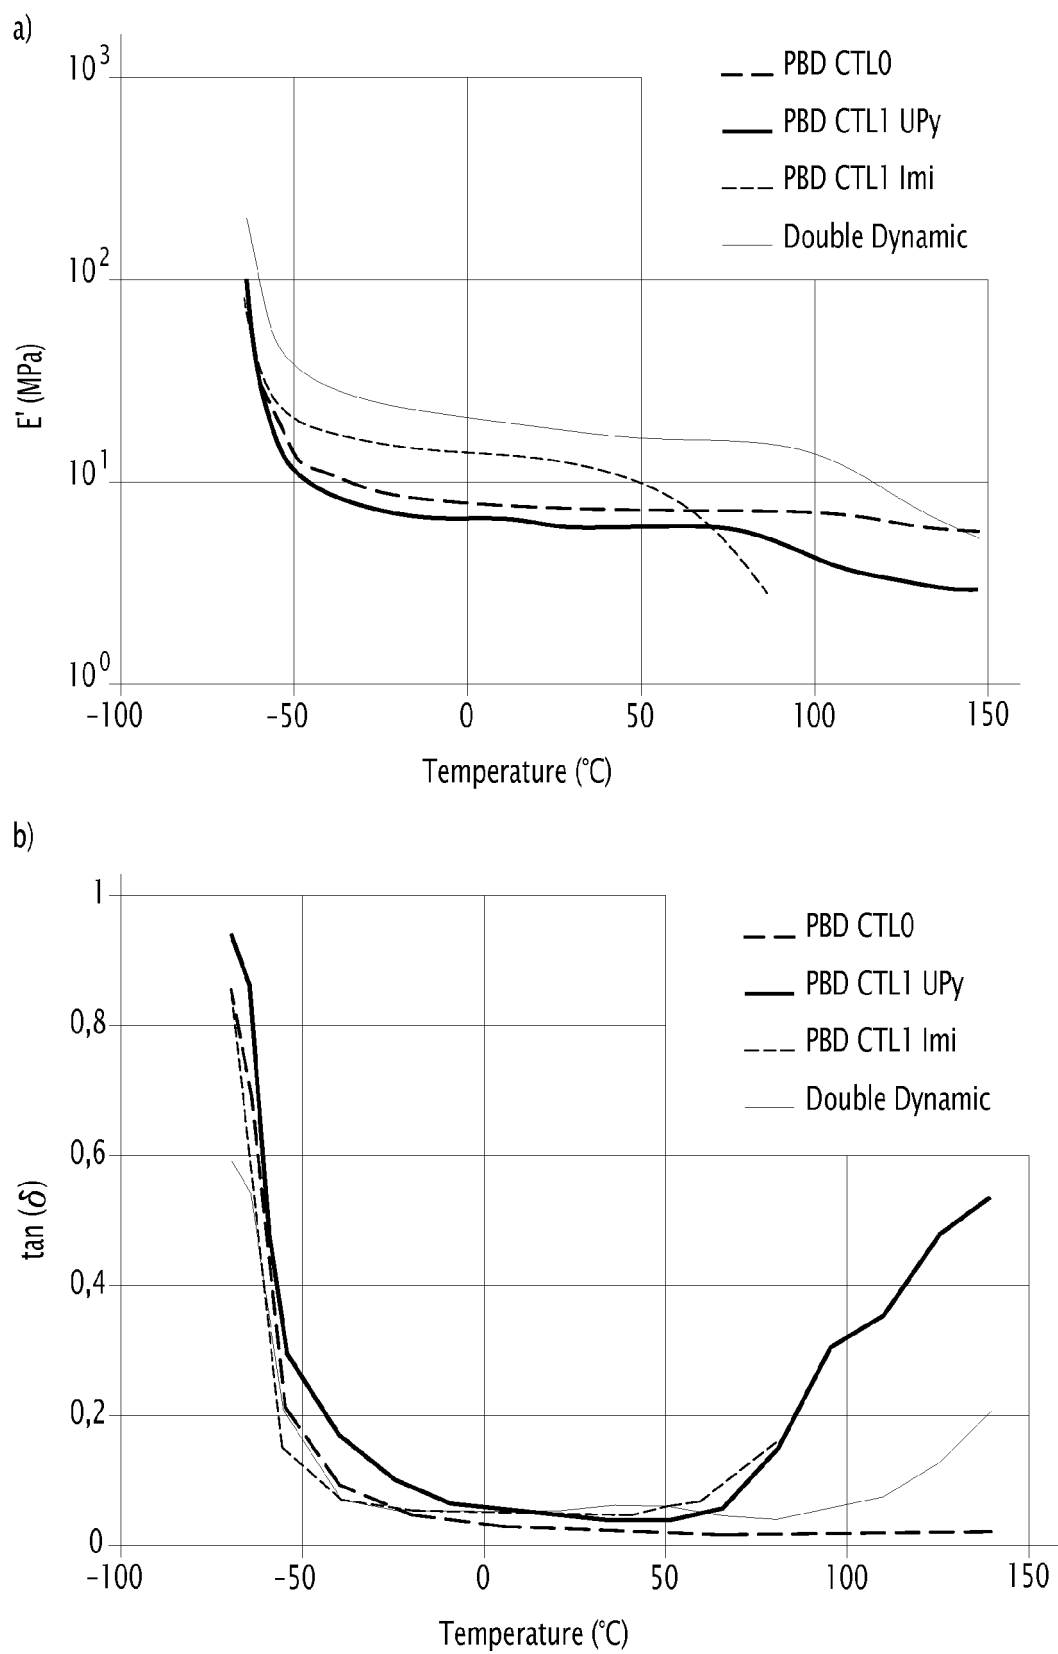 a)
10³
10²
10¹
10⁰
E' (MPa)
PBD CTL0
PBD CTL1 UPy
PBD CTL1 Imi
Double Dynamic
–100 –50 0 50 100 150
Temperature (°C)
b)
1
0,8
0,6
0,4
0,2
0
tan (δ)
PBD CTL0
PBD CTL1 UPy
PBD CTL1 Imi
Double Dynamic
–100 –50 0 50 100 150
Temperature (°C)